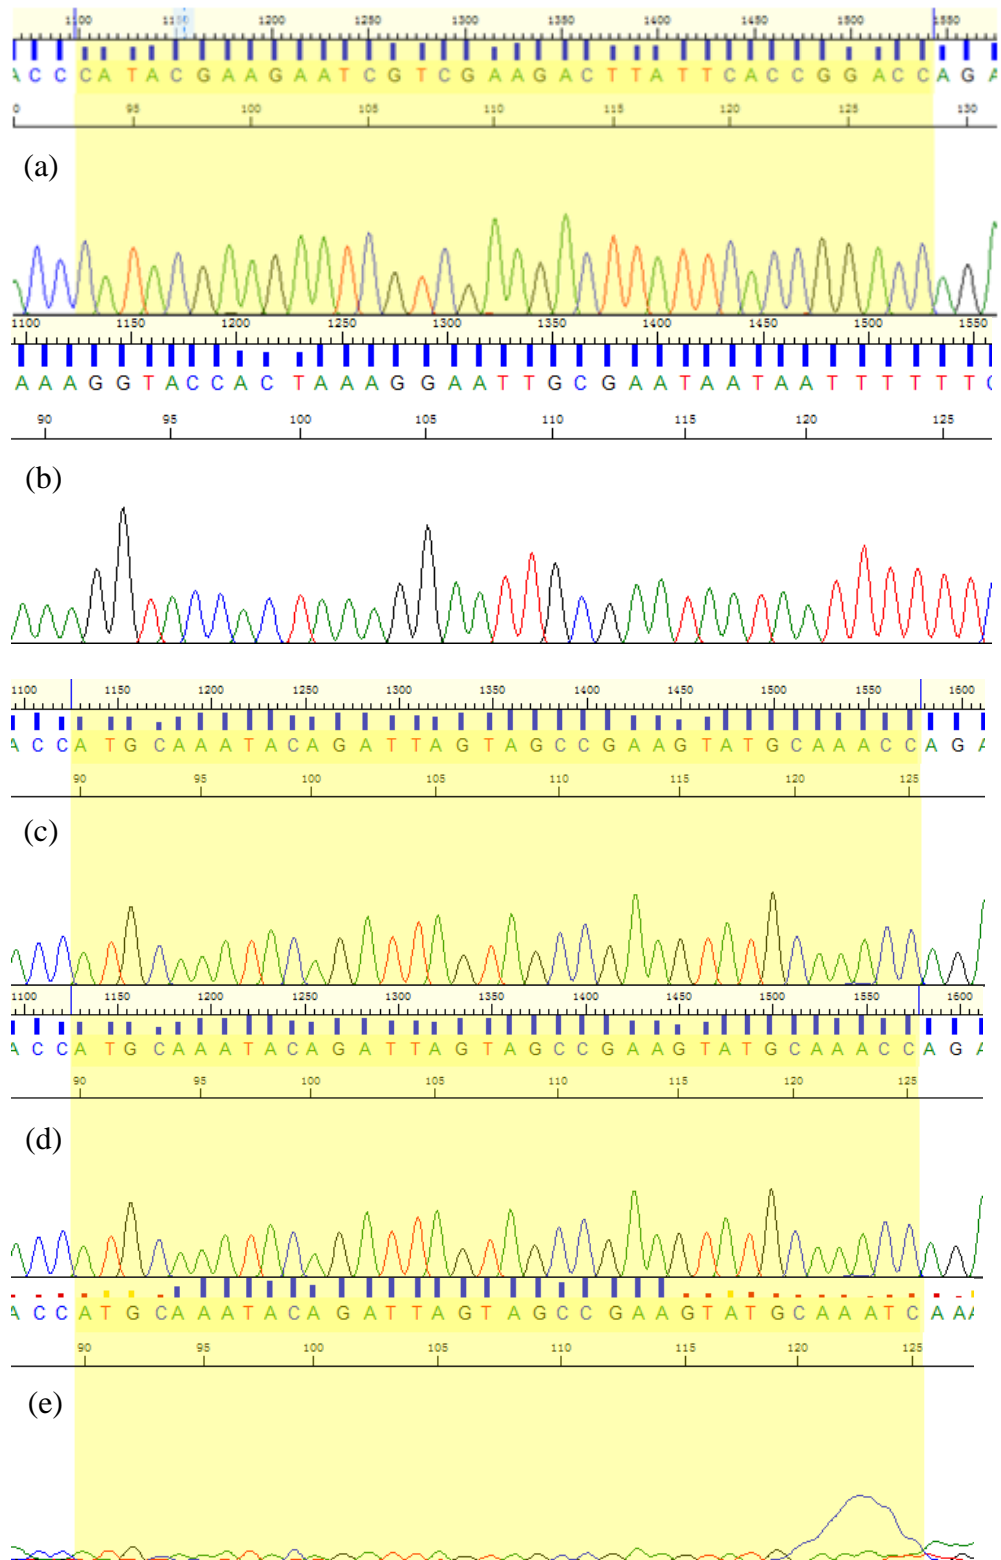 1100 1150 1200 1250 1300 1350 1400 1450 1500 1550
A C C C A T A C G A A G A A T C G T C G A A G A C T T A T T C A C C G G A C C A G A
0 95 100 105 110 115 120 125 130
(a)
1100 1150 1200 1250 1300 1350 1400 1450 1500 1550
A A A G G T A C C A C T A A A G G A A T T G C G A A T A A T A A T T T T T T C
90 95 100 105 110 115 120 125
(b)
1100 1150 1200 1250 1300 1350 1400 1450 1500 1550 1600
A C C A T G C A A A T A C A G A T T A G T A G C C G A A G T A T G C A A A C C A G A
90 95 100 105 110 115 120 125
(c)
1100 1150 1200 1250 1300 1350 1400 1450 1500 1550 1600
A C C A T G C A A A T A C A G A T T A G T A G C C G A A G T A T G C A A A C C A G A
90 95 100 105 110 115 120 125
(d)
A C C A T G C A A A T A C A G A T T A G T A G C C G A A G T A T G C A A A T C A A A
90 95 100 105 110 115 120 125
(e)